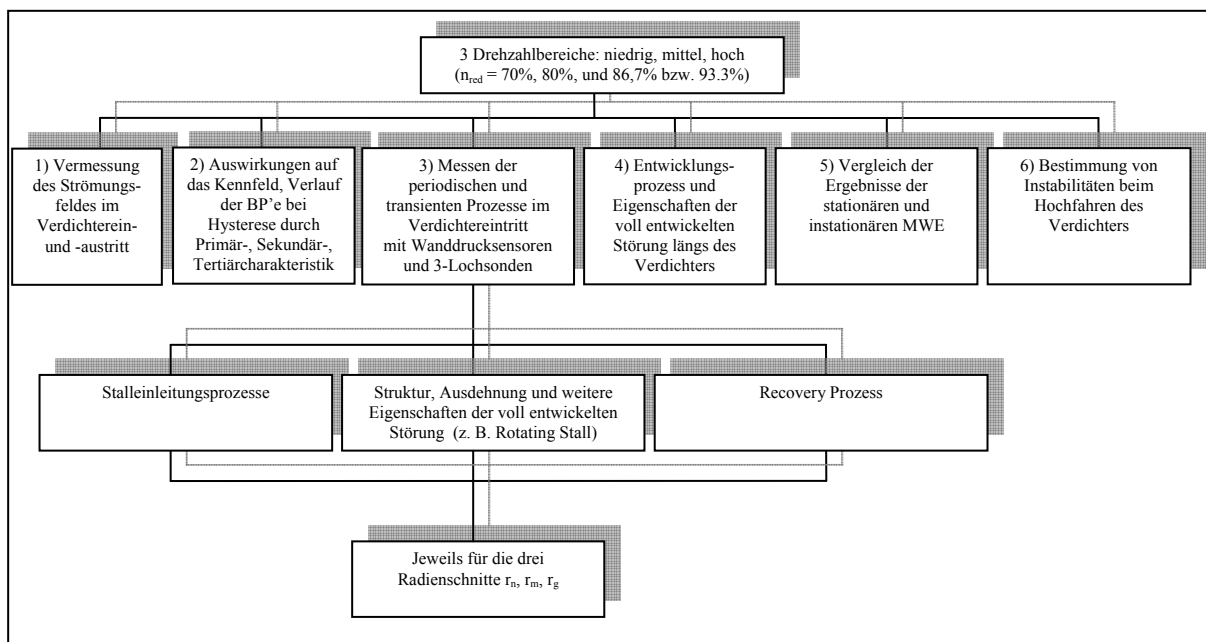 3 Drehzahlbereiche: niedrig, mittel, hoch
(nred = 70%, 80%, und 86,7% bzw. 93.3%)
1) Vermessung
des Strömungs-
feldes im
Verdichterein-
und -austritt
2) Auswirkungen auf
das Kennfeld, Verlauf
der BP’e bei
Hysterese durch
Primär-, Sekundär-,
Tertiärcharakteristik
3) Messen der
periodischen und
transienten Prozesse im
Verdichtereintritt
mit Wanddrucksensoren
und 3-Lochsonden
4) Entwicklungs-
prozess und
Eigenschaften der
voll entwickelten
Störung längs des
Verdichters
5) Vergleich der
Ergebnisse der
stationären und
instationären MWE
6) Bestimmung von
Instabilitäten beim
Hochfahren des
Verdichters
Stalleinleitungsprozesse
Struktur, Ausdehnung und weitere
Eigenschaften der voll entwickelten
Störung (z. B. Rotating Stall)
Recovery Prozess
Jeweils für die drei
Radienschnitte rn, rm, rg